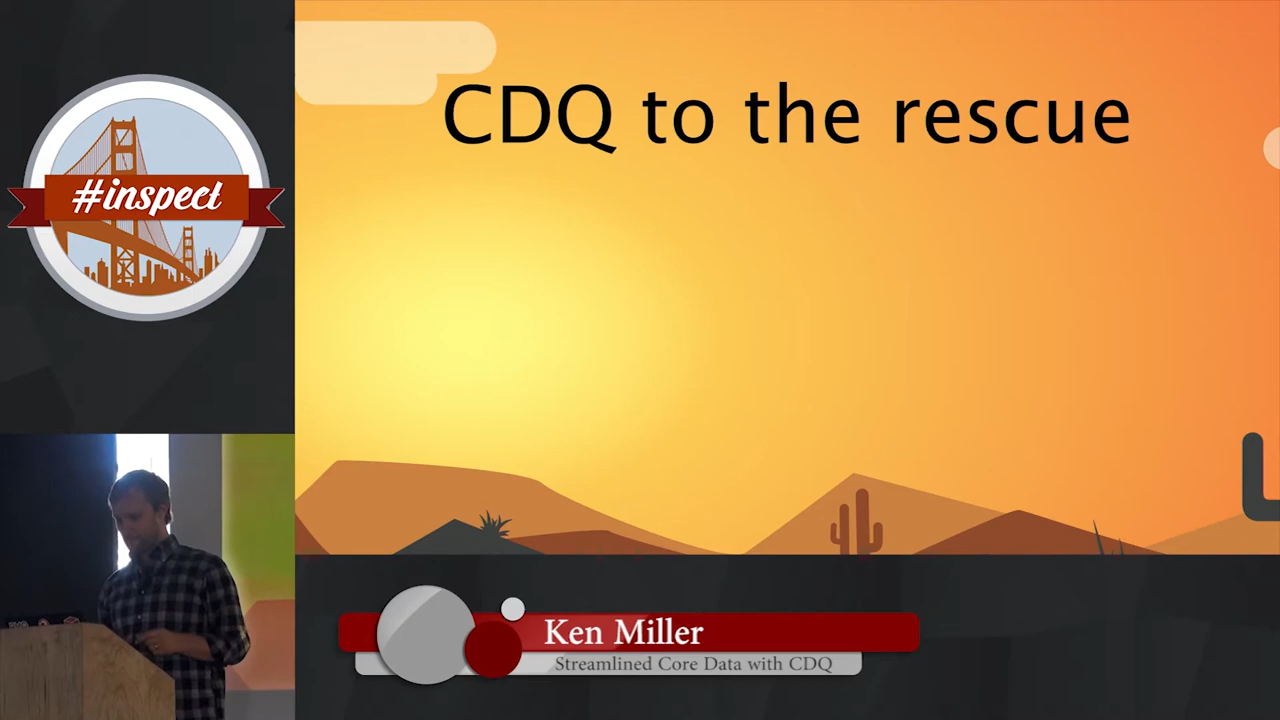 #inspect
CDQ to the rescue
Ken Miller
Streamlined Core Data with CDQ